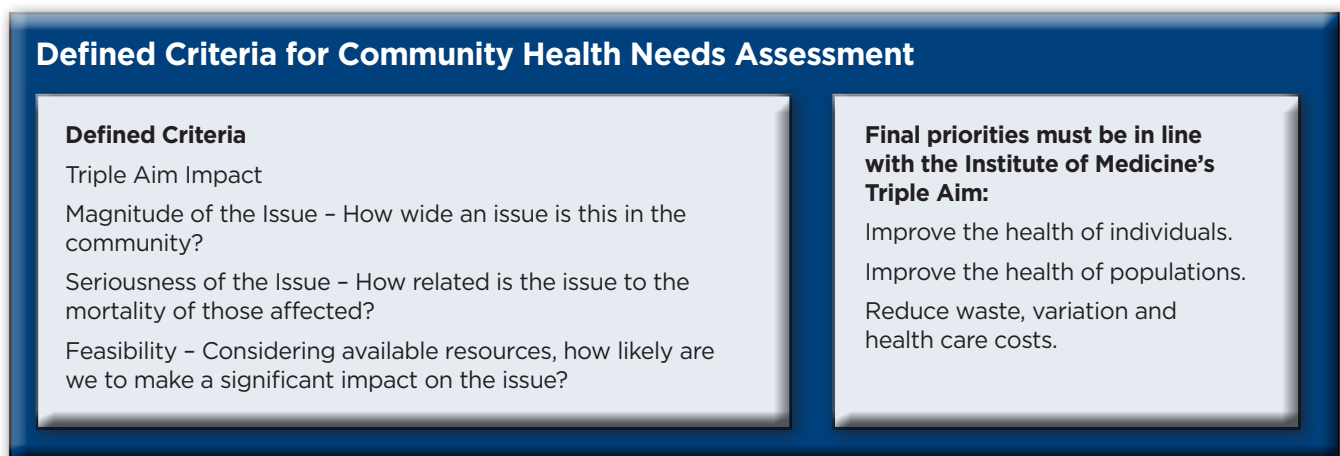 Defined Criteria for Community Health Needs Assessment
Defined Criteria
Triple Aim Impact
Magnitude of the Issue – How wide an issue is this in the
community?
Seriousness of the Issue – How related is the issue to the
mortality of those affected?
Feasibility – Considering available resources, how likely are
we to make a significant impact on the issue?
Final priorities must be in line
with the Institute of Medicine’s
Triple Aim:
Improve the health of individuals.
Improve the health of populations.
Reduce waste, variation and
health care costs.